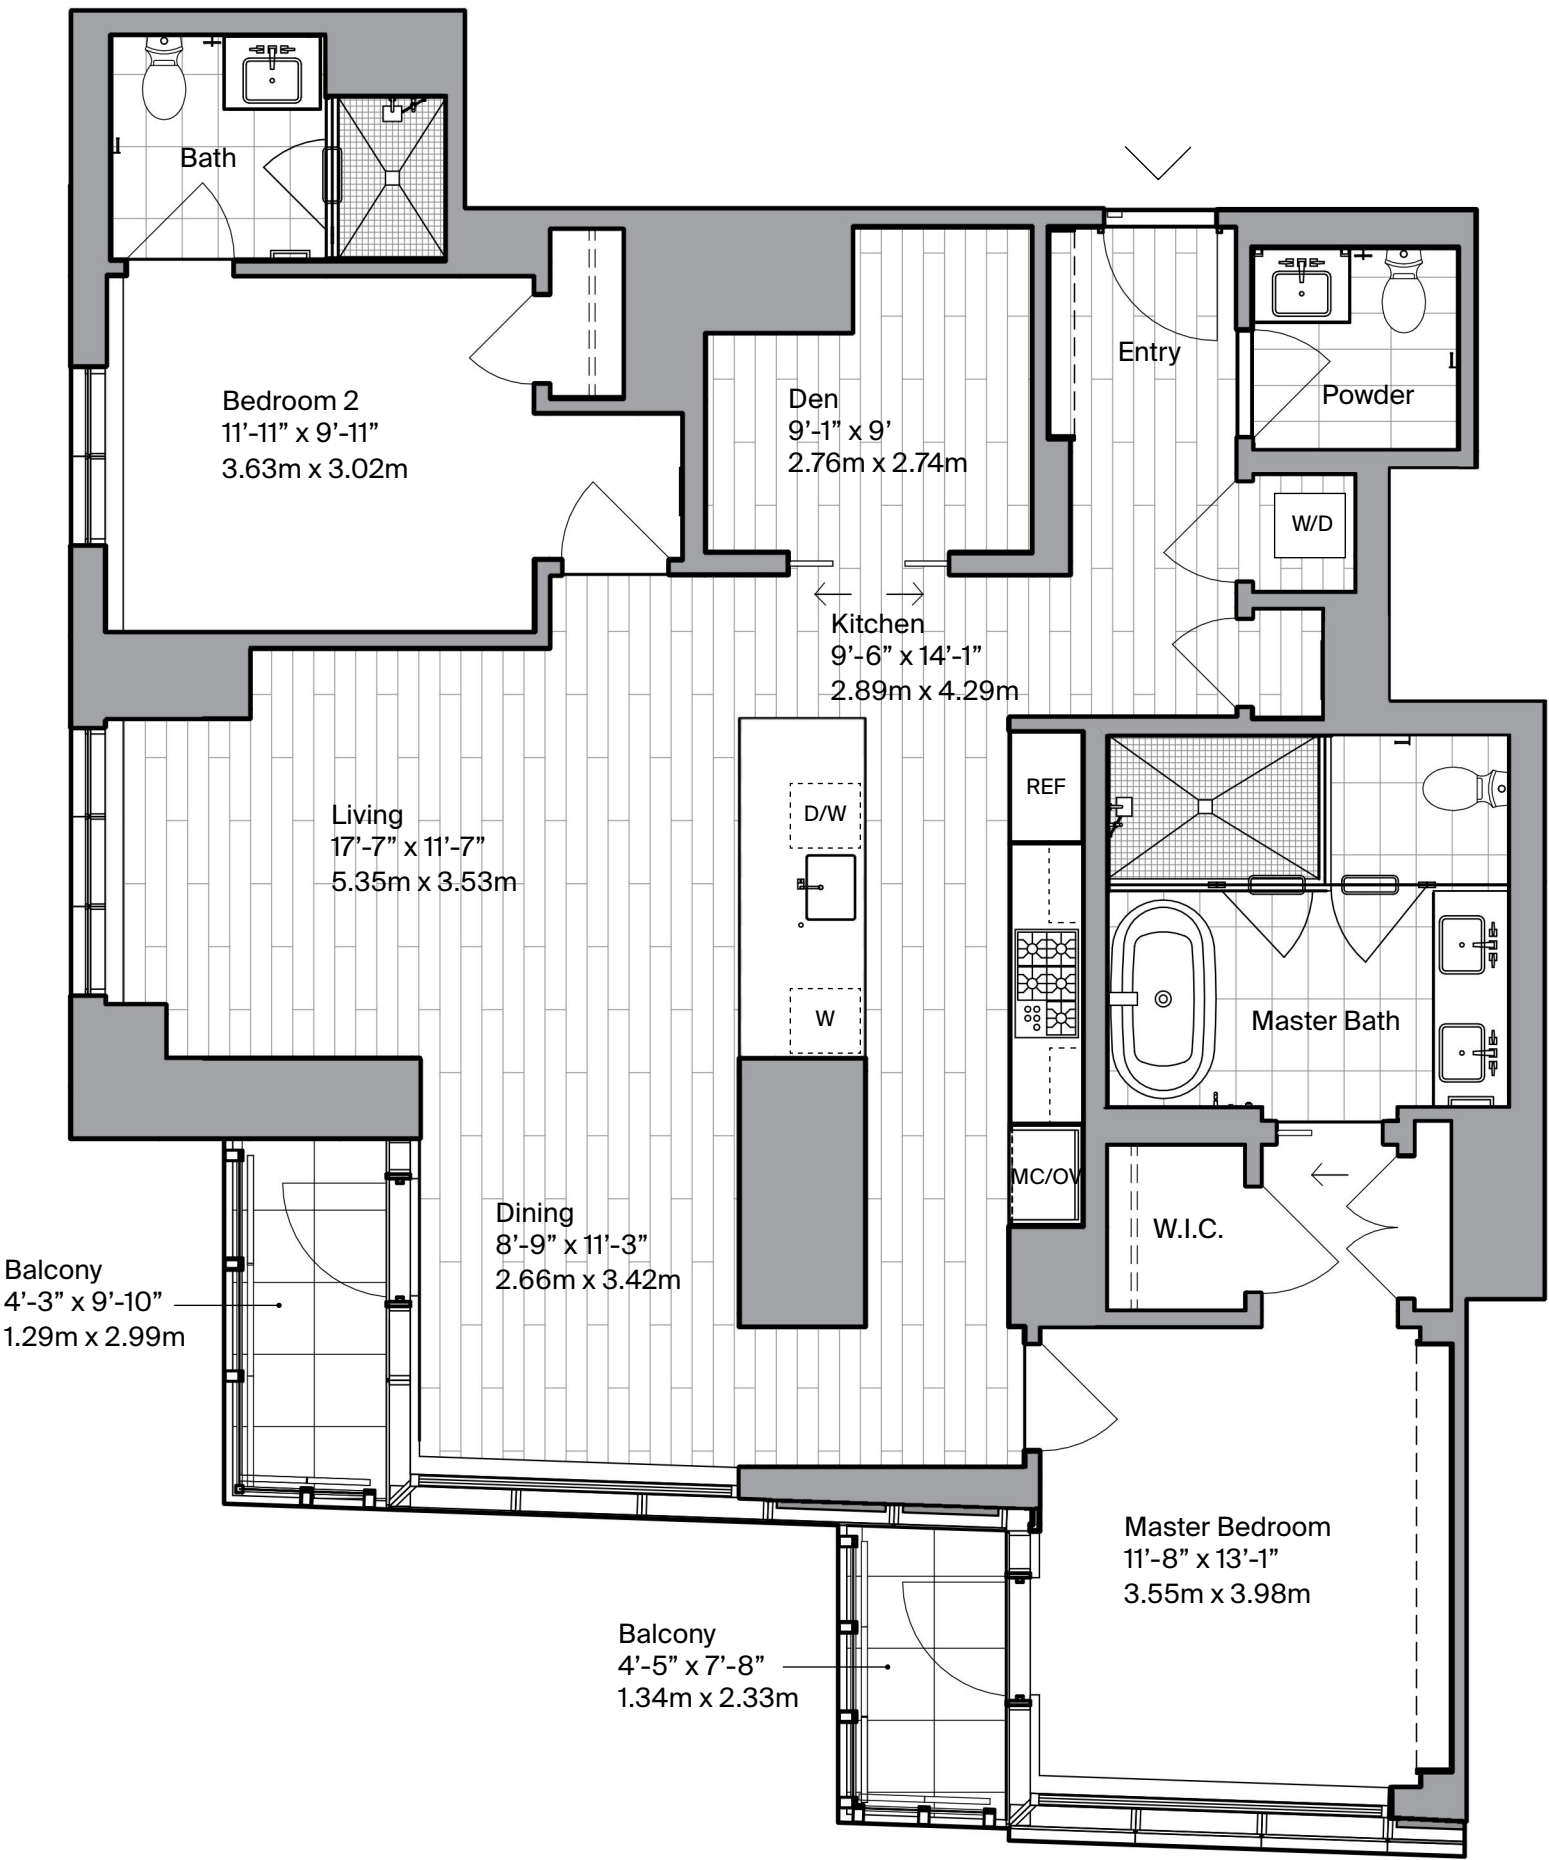 Bath
Entry
Powder
Bedroom 2
11'-11" x 9'-11"
3.63m x 3.02m
Den
9'-1" x 9'
2.76m x 2.74m
W/D
Kitchen
9'-6" x 14'-1"
2.89m x 4.29m
REF
Living
17'-7" x 11'-7"
5.35m x 3.53m
D/W
W
Master Bath
MC/OV
W.I.C.
Dining
8'-9" x 11'-3"
2.66m x 3.42m
Balcony
4'-3" x 9'-10"
1.29m x 2.99m
Master Bedroom
11'-8" x 13'-1"
3.55m x 3.98m
Balcony
4'-5" x 7'-8"
1.34m x 2.33m